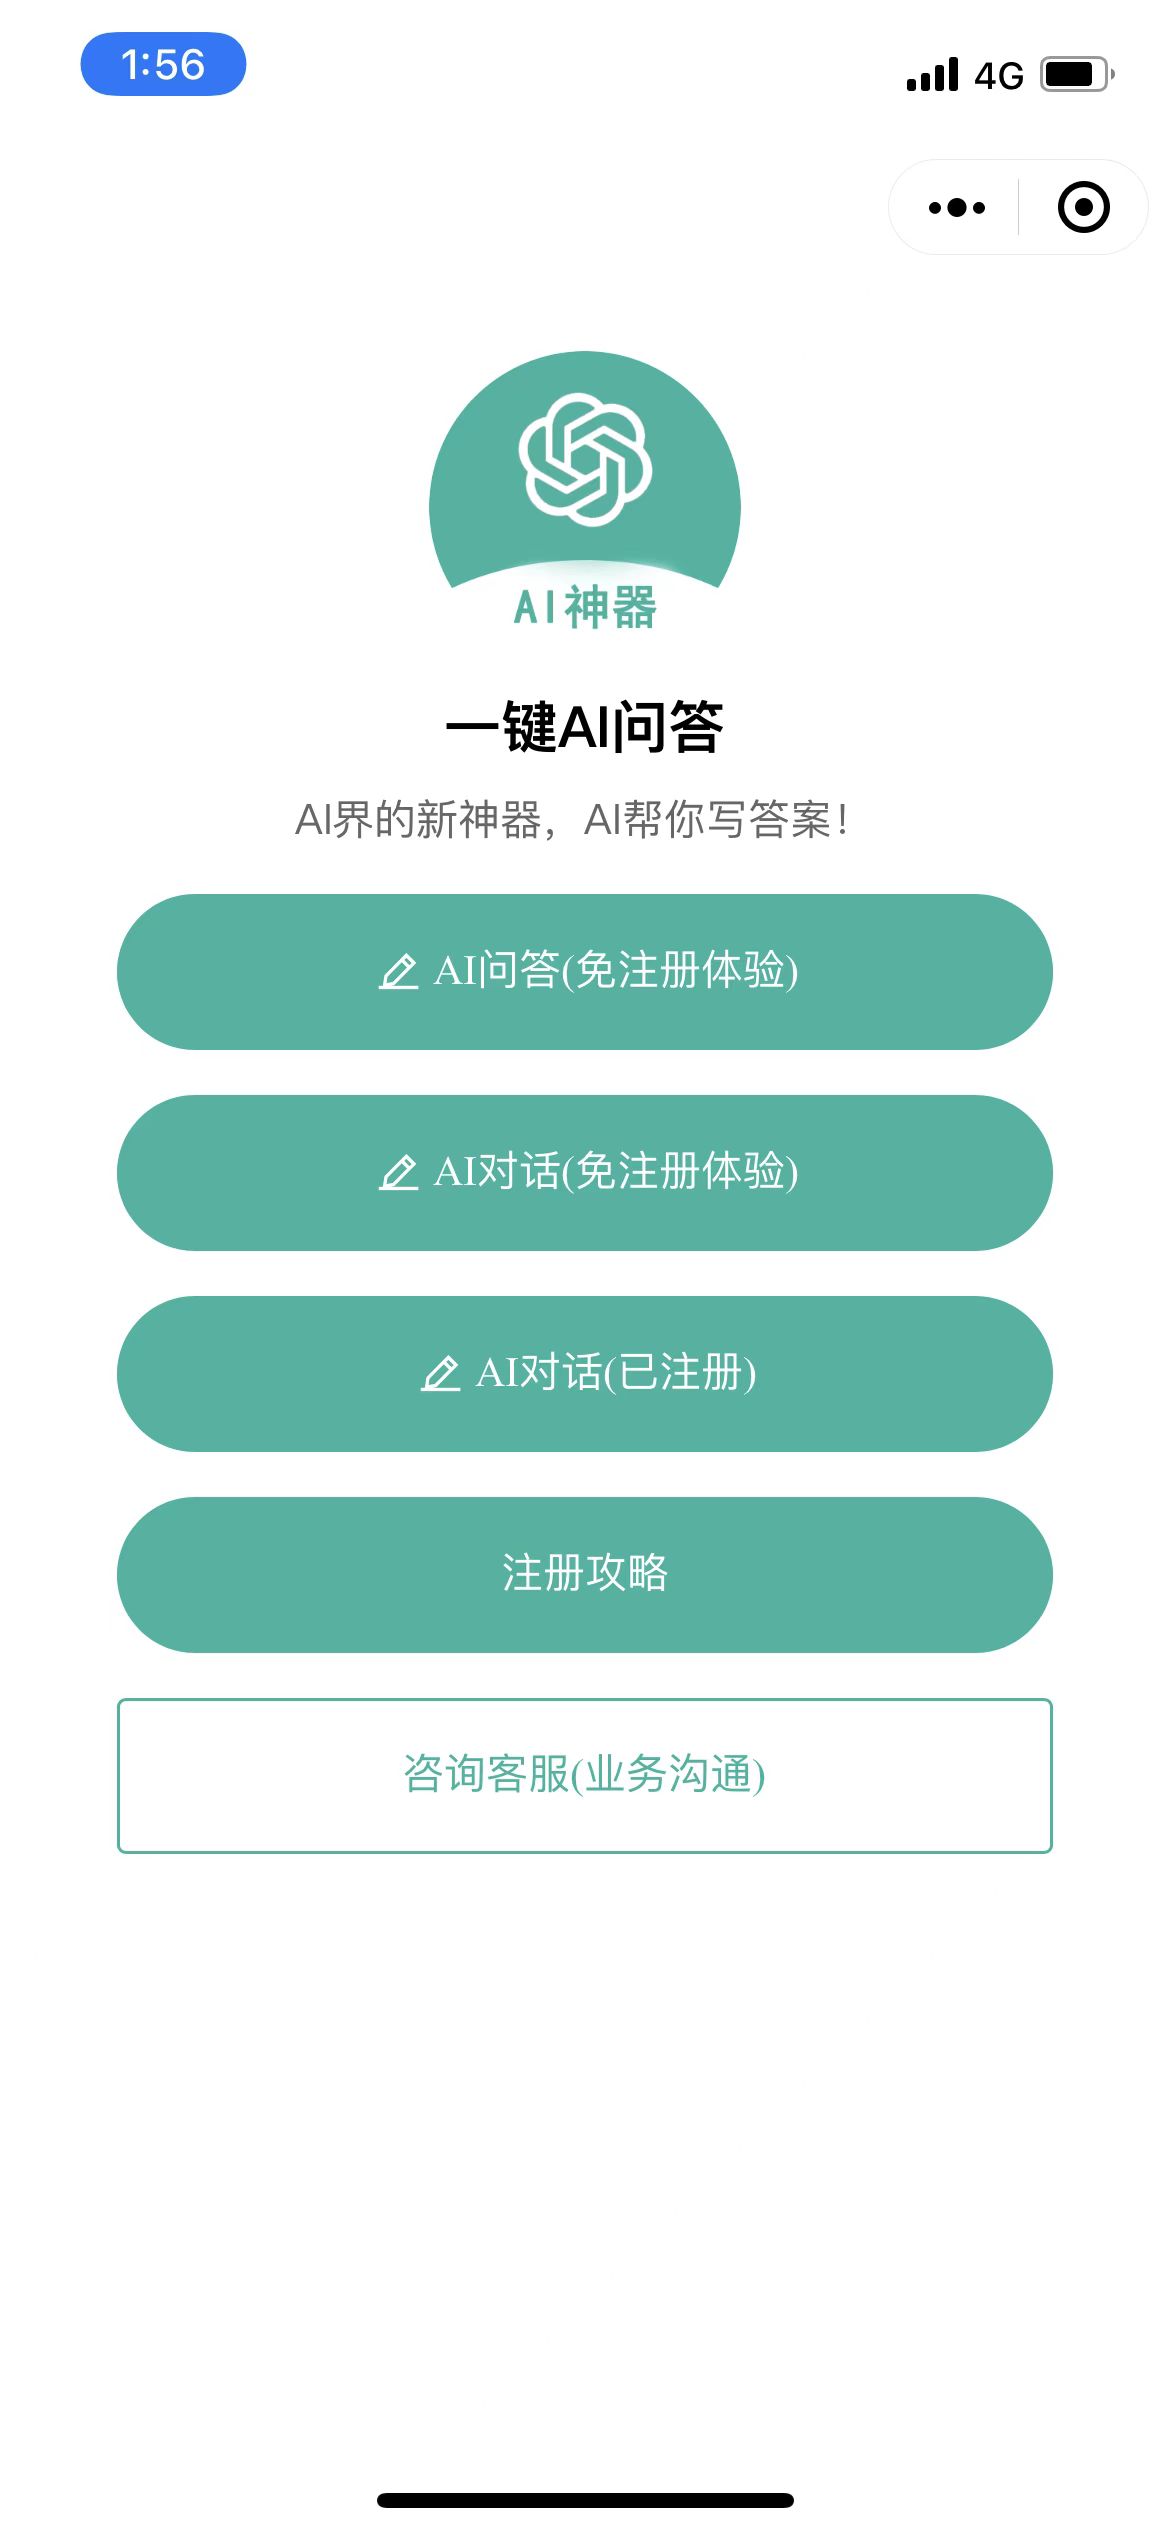 1:56
4G
AI神器
一键AI问答
AI界的新神器，AI帮你写答案！
AI问答(免注册体验)
AI对话(免注册体验)
AI对话(已注册)
注册攻略
咨询客服(业务沟通)